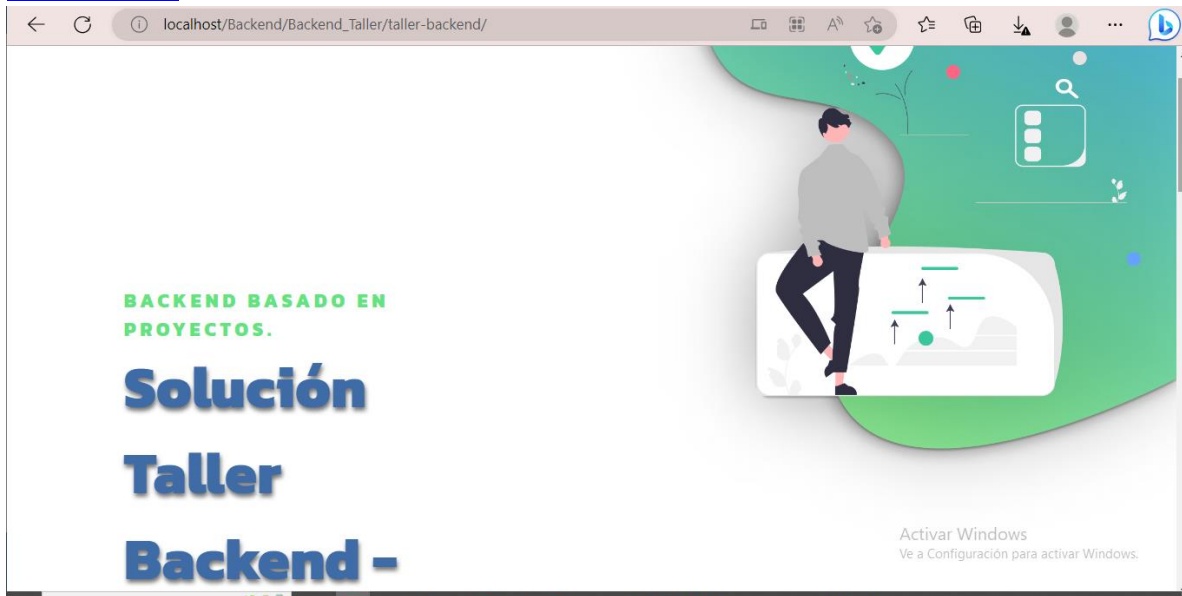 localhost/Backend/Backend_Taller/taller-backend/
BACKEND BASADO EN
PROYECTOS.
Solución
Taller
Backend -
Activar Windows
Ve a Configuración para activar Windows.